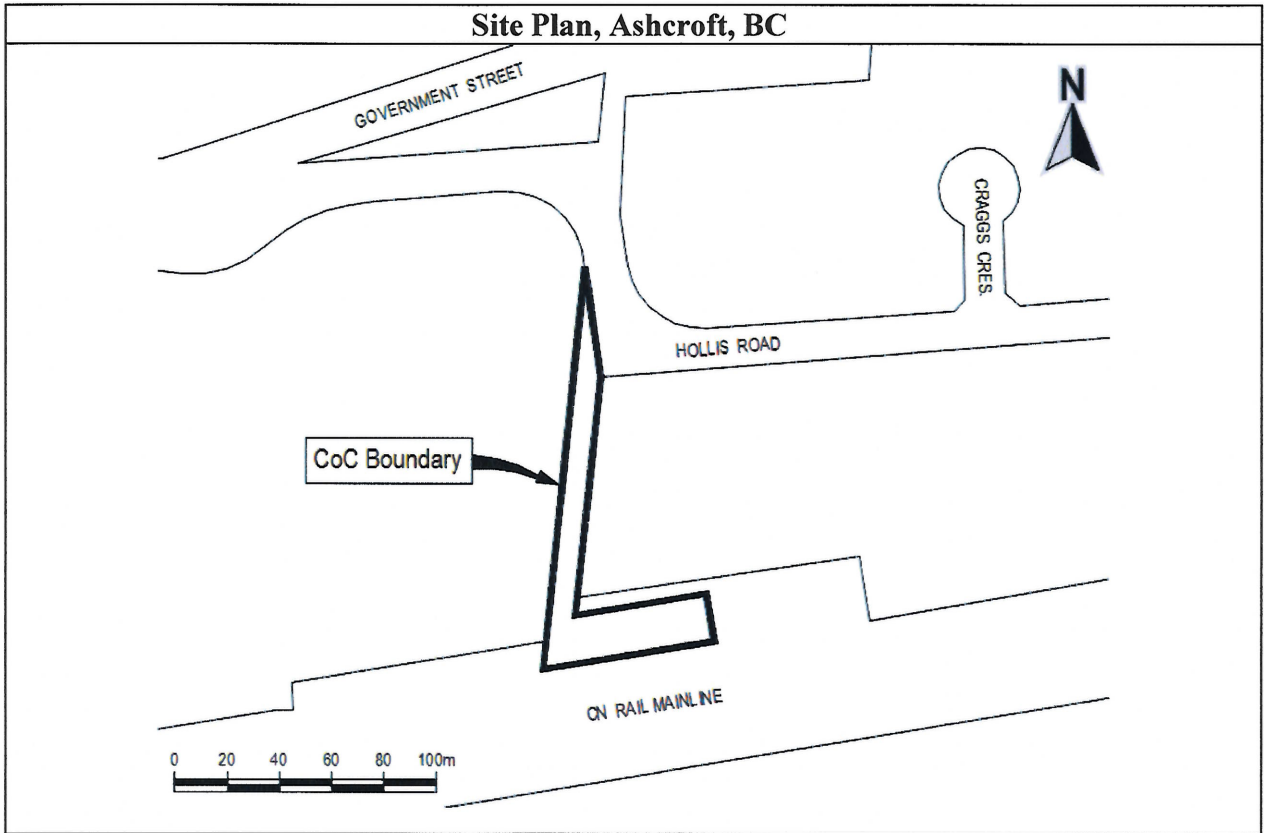 Site Plan, Ashcroft, BC
GOVERNMENT STREET
N
CRAGGS CRES.
HOLLIS ROAD
CoC Boundary
CN RAIL MAINLINE
0 20 40 60 80 100m